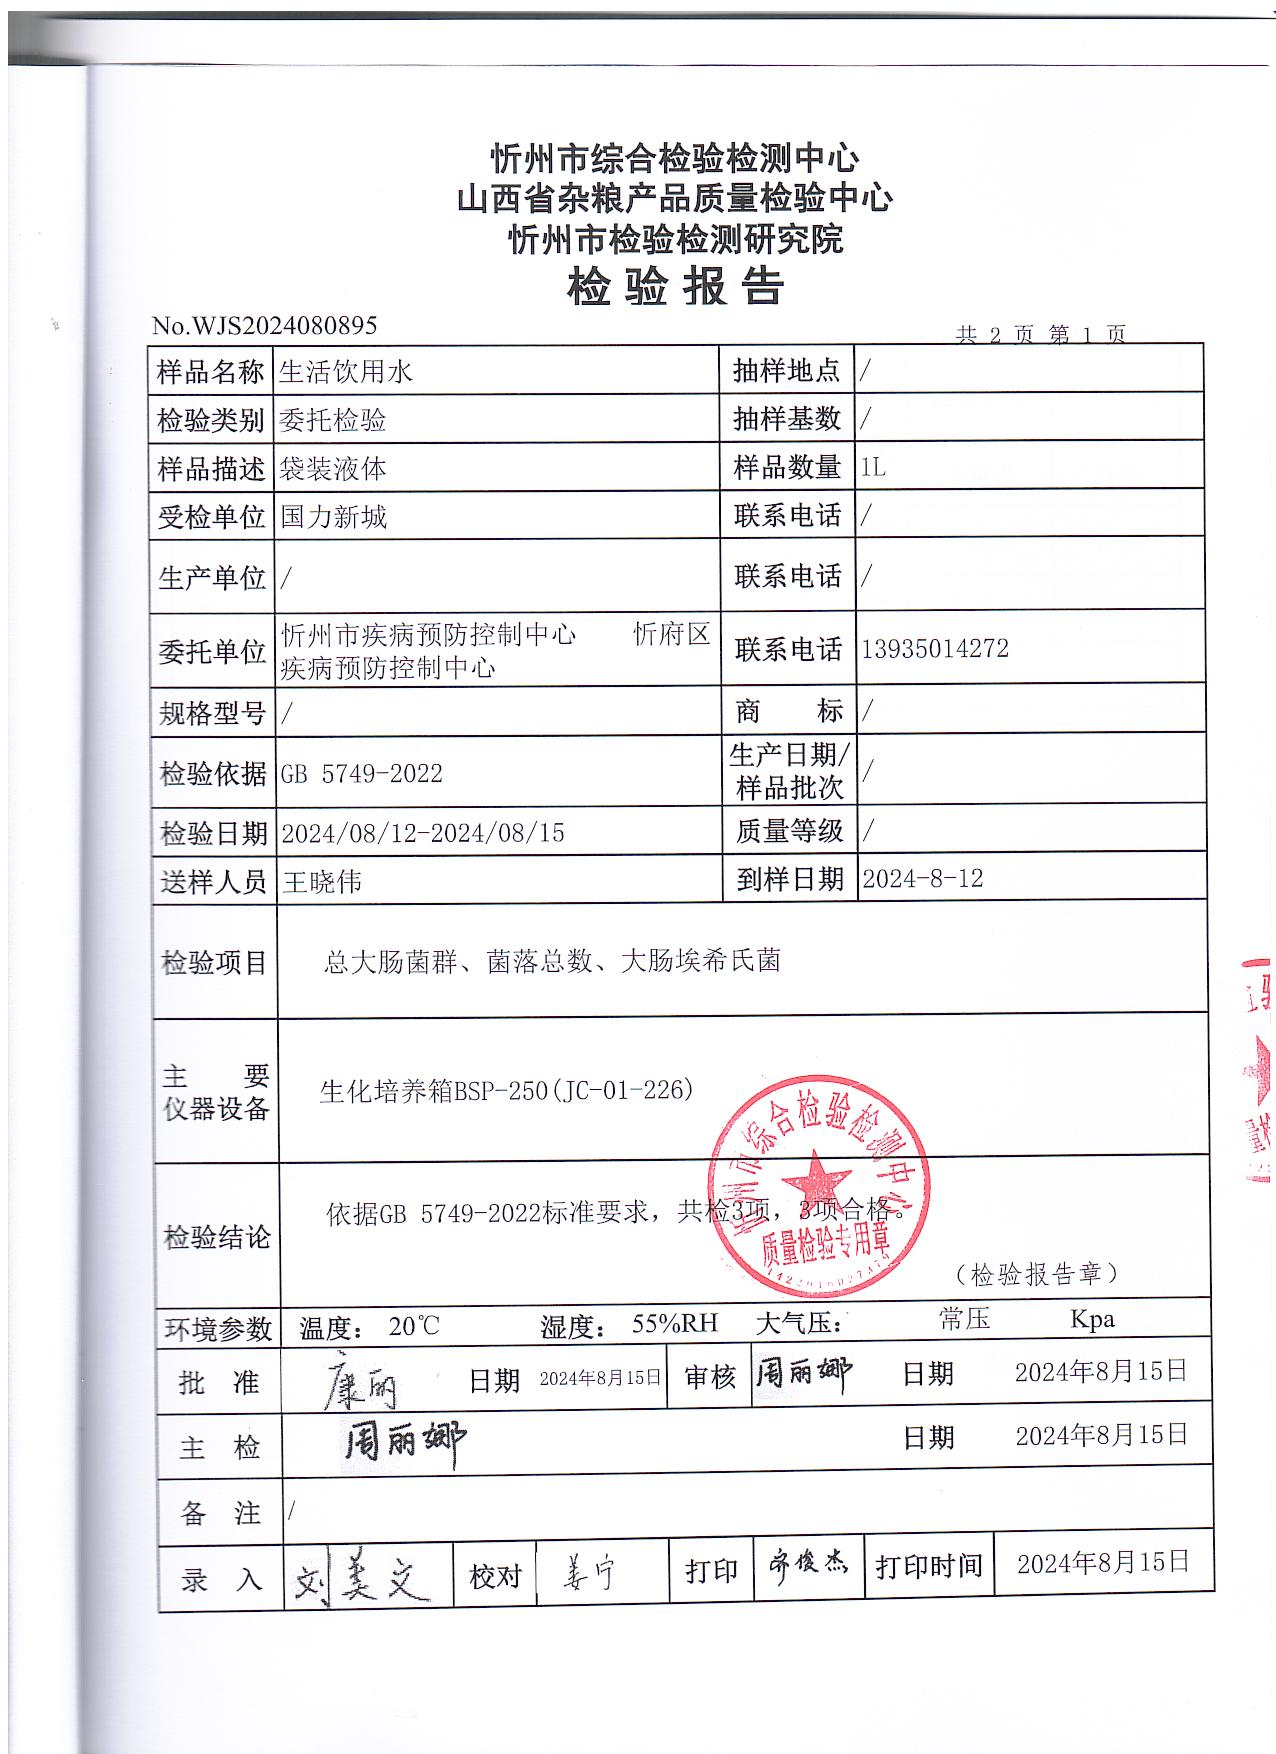 忻州市综合检验检测中心
山西省杂粮产品质量检验中心
忻州市检验检测研究院
检验报告
No.WJS2024080895
共 2 页 第 1 页
样品名称 生活饮用水 抽样地点 /
检验类别 委托检验 抽样基数 /
样品描述 袋装液体 样品数量 1L
受检单位 国力新城 联系电话 /
生产单位 / 联系电话 /
委托单位 忻州市疾病预防控制中心 忻府区
疾病预防控制中心 联系电话 13935014272
规格型号 / 商 标 /
检验依据 GB 5749-2022 生产日期/
样品批次 /
检验日期 2024/08/12-2024/08/15 质量等级 /
送样人员 王晓伟 到样日期 2024-8-12
检验项目 总大肠菌群、菌落总数、大肠埃希氏菌
主 要
仪器设备 生化培养箱BSP-250(JC-01-226)
忻州市综合检验检测中心
质量检验专用章
检验结论 依据GB 5749-2022标准要求，共检3项，3项合格。
（检验报告章）
环境参数 温度： 20℃ 湿度： 55%RH 大气压： 常压 Kpa
批 准 康丽 日期 2024年8月15日 审核 周丽娜 日期 2024年8月15日
主 检 周丽娜 日期 2024年8月15日
备 注 /
录 入 刘美文 校对 姜宁 打印 齐俊杰 打印时间 2024年8月15日